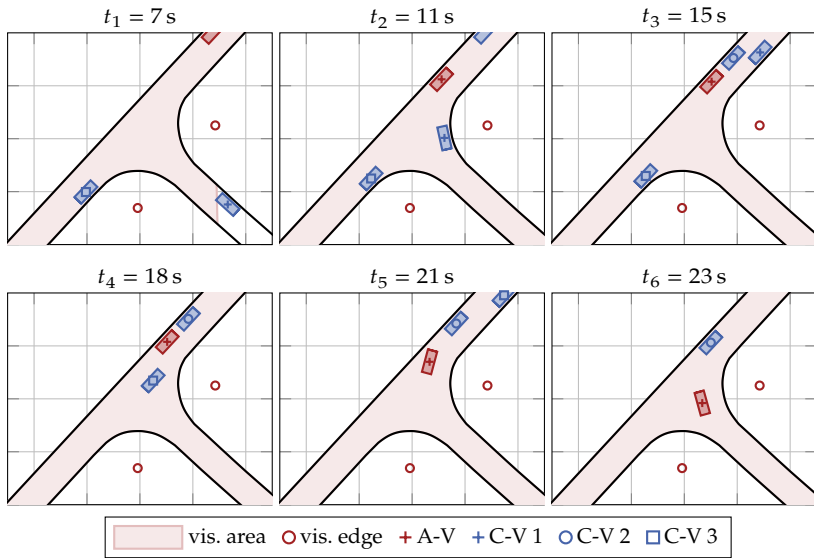 t₁ = 7 s
t₂ = 11 s
t₃ = 15 s
t₄ = 18 s
t₅ = 21 s
t₆ = 23 s
vis. area vis. edge A-V C-V 1 C-V 2 C-V 3